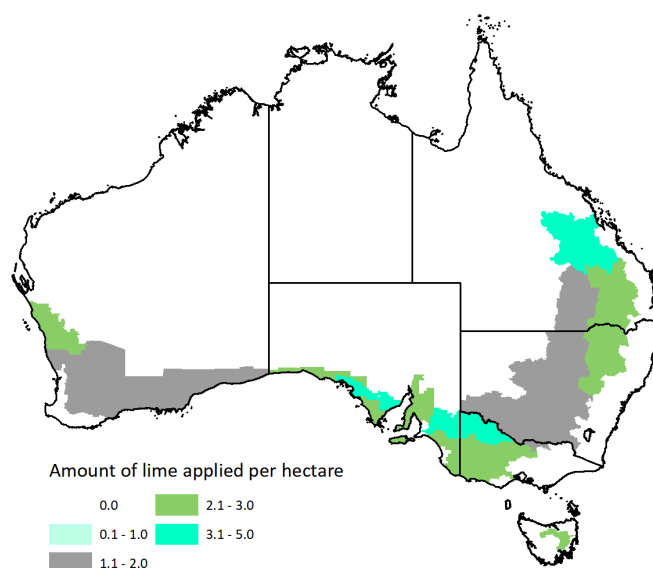 Amount of lime applied per hectare
0.0
2.1 - 3.0
0.1 - 1.0
3.1 - 5.0
1.1 - 2.0